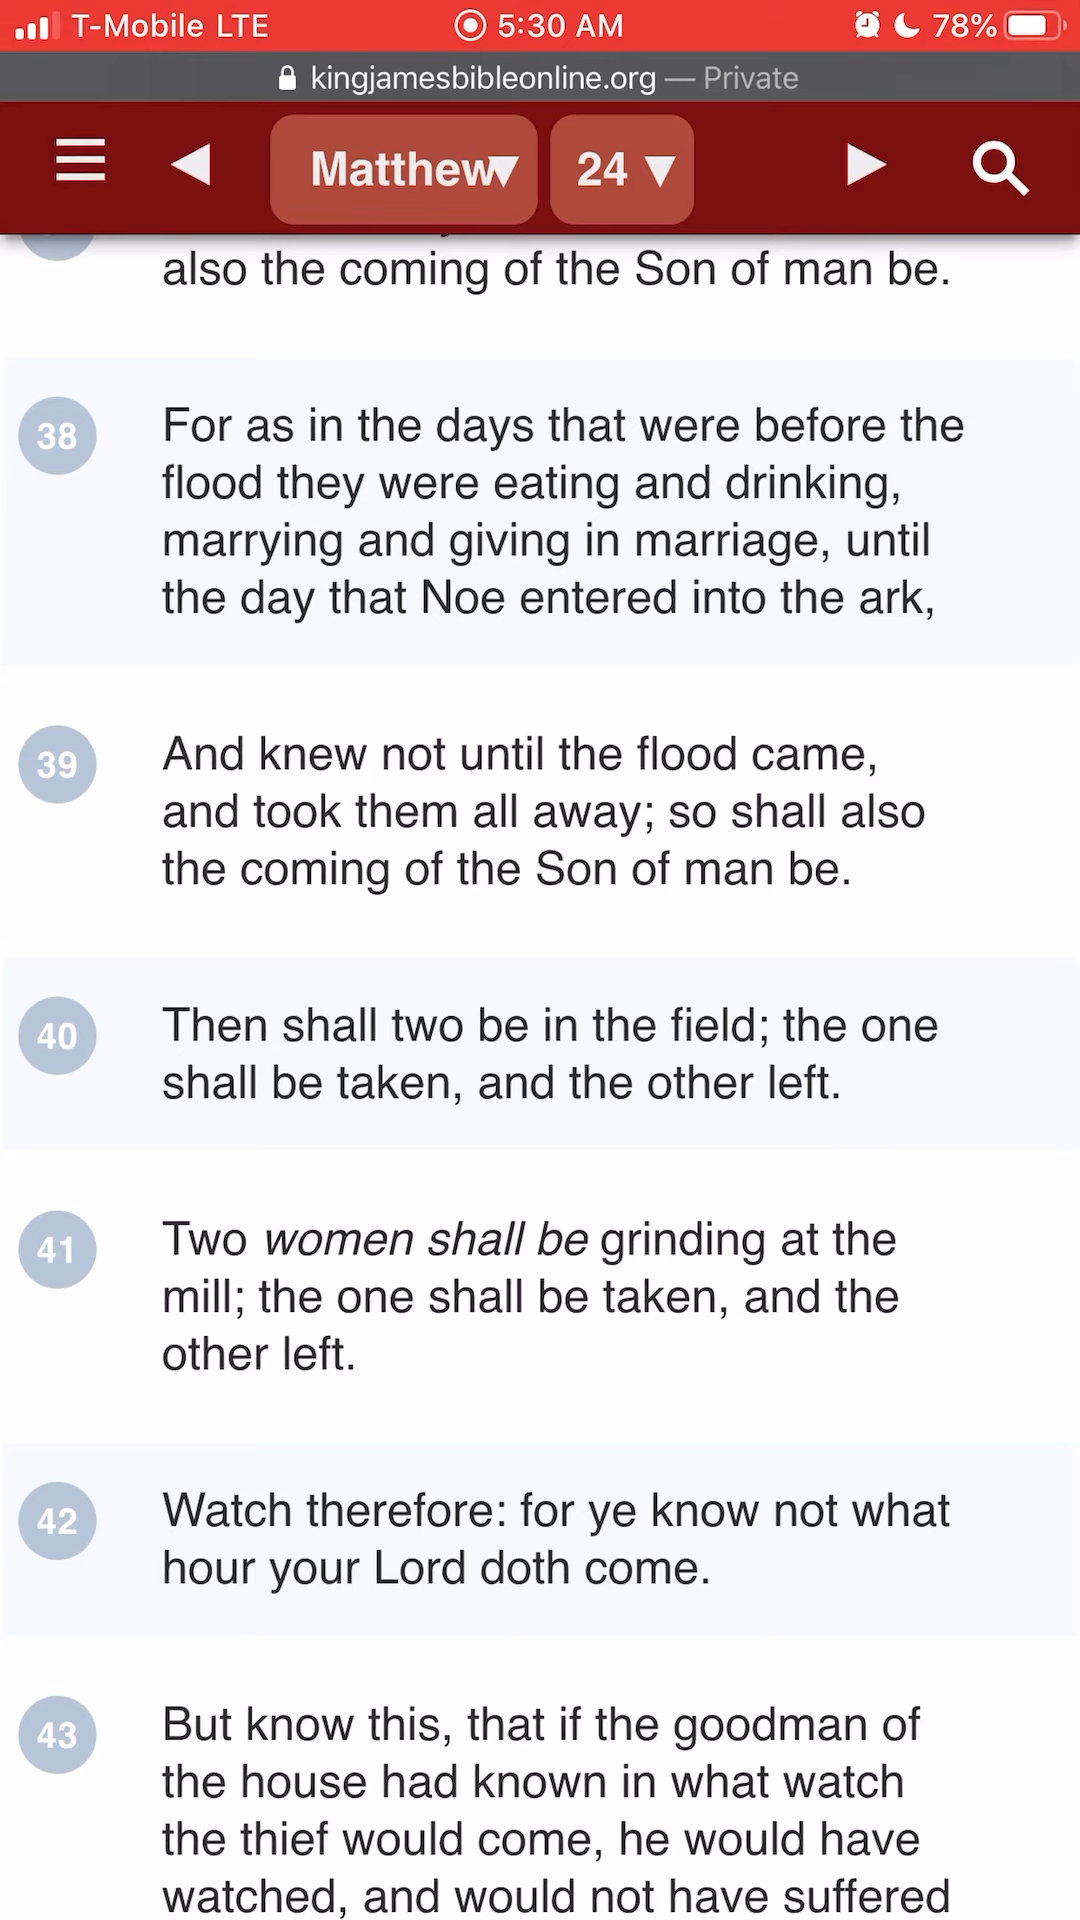 T-Mobile LTE 5:30 AM 78%
kingjamesbibleonline.org — Private
Matthew 24
also the coming of the Son of man be.
38 For as in the days that were before the
flood they were eating and drinking,
marrying and giving in marriage, until
the day that Noe entered into the ark,
39 And knew not until the flood came,
and took them all away; so shall also
the coming of the Son of man be.
40 Then shall two be in the field; the one
shall be taken, and the other left.
41 Two women shall be grinding at the
mill; the one shall be taken, and the
other left.
42 Watch therefore: for ye know not what
hour your Lord doth come.
43 But know this, that if the goodman of
the house had known in what watch
the thief would come, he would have
watched, and would not have suffered